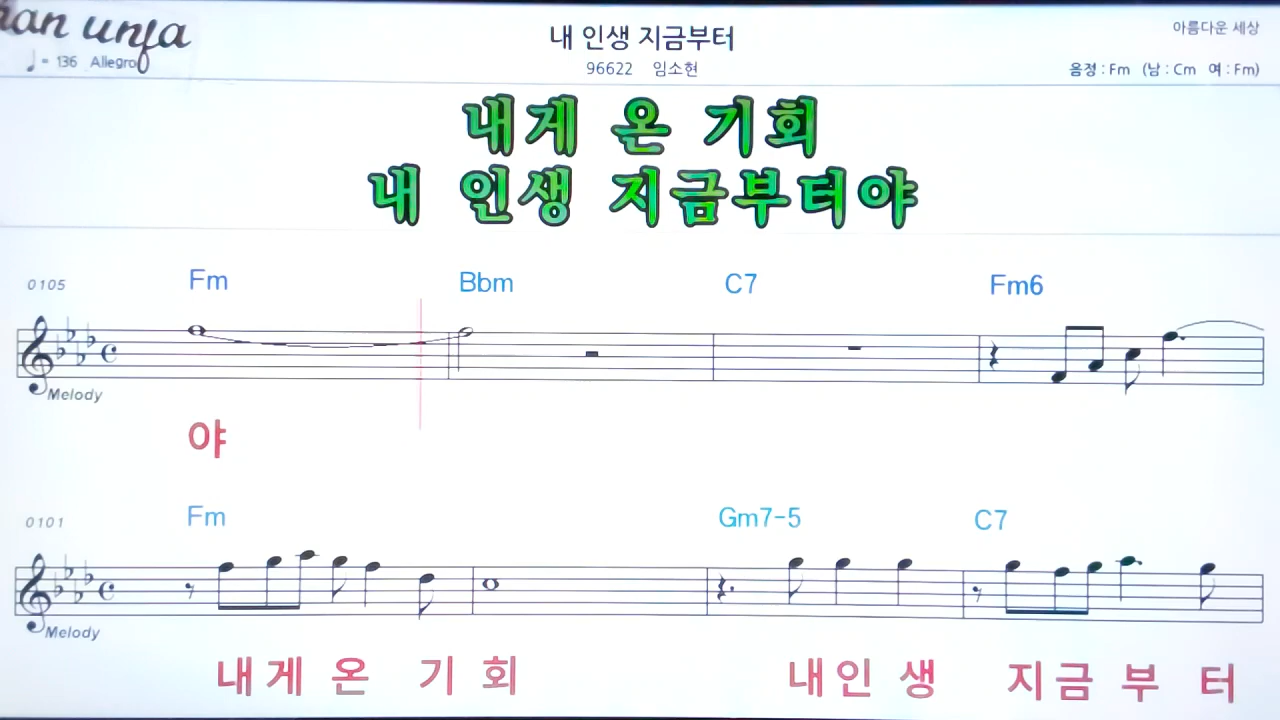 내 인생 지금부터
아름다운 세상
♩= 136 Allegro
96622 임소현
음정 : Fm (남 : Cm 여 : Fm)
내게 온 기회
내 인생 지금부터야
0105 Fm Bbm C7 Fm6
Melody
야
0101 Fm Gm7-5 C7
Melody
내게 온 기 회 내인 생 지금 부 터